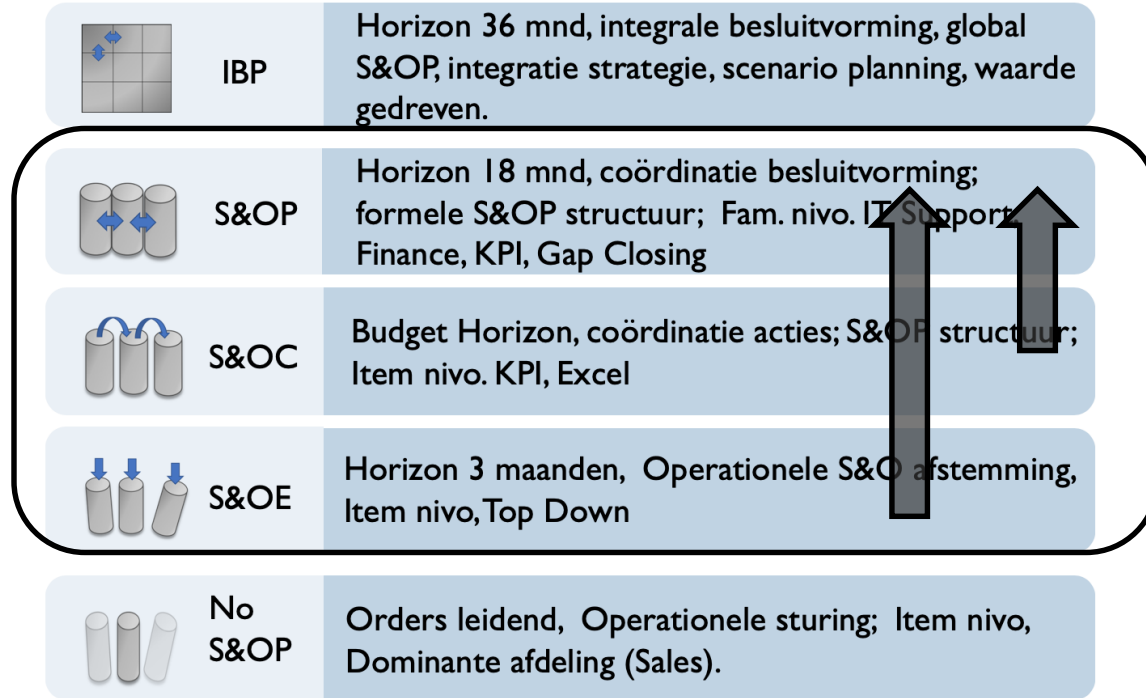 IBP
Horizon 36 mnd, integrale besluitvorming, global
S&OP, integratie strategie, scenario planning, waarde
gedreven.
S&OP
Horizon 18 mnd, coördinatie besluitvorming;
formele S&OP structuur; Fam. nivo. IT Support.
Finance, KPI, Gap Closing
S&OC
Budget Horizon, coördinatie acties; S&OP structuur;
Item nivo. KPI, Excel
S&OE
Horizon 3 maanden, Operationele S&O afstemming,
Item nivo, Top Down
No
S&OP
Orders leidend, Operationele sturing; Item nivo,
Dominante afdeling (Sales).